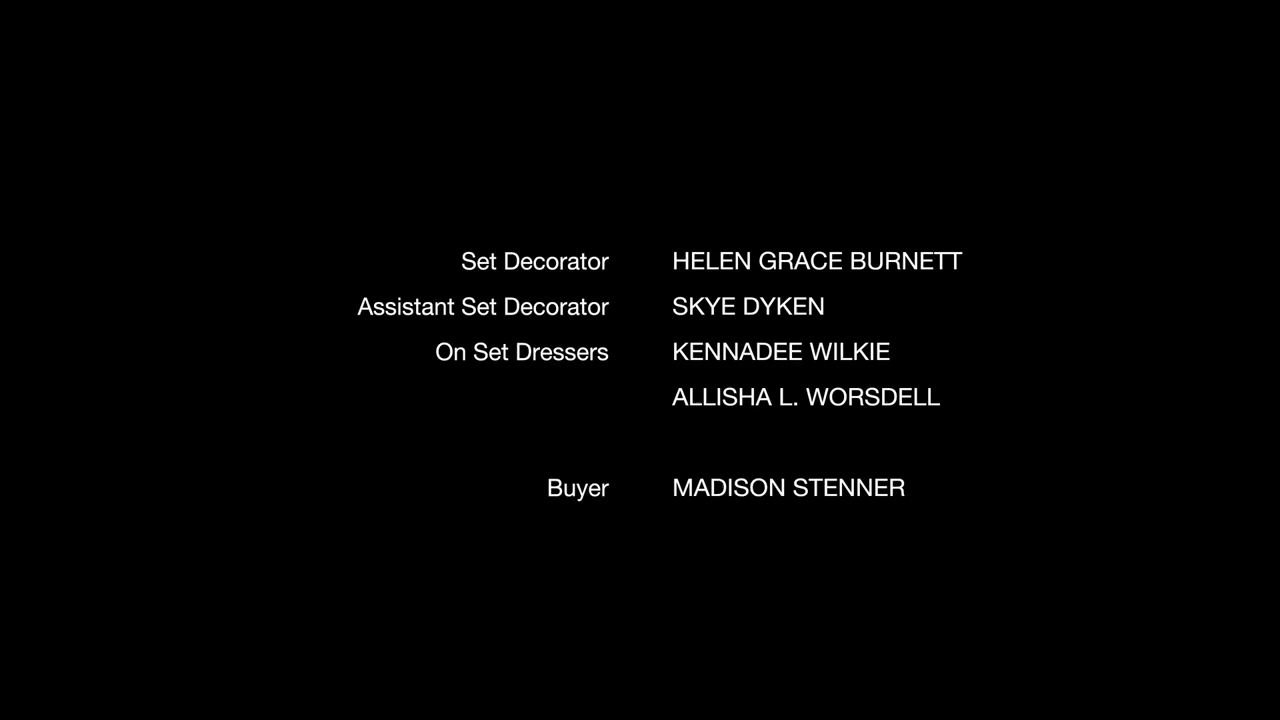 Set Decorator HELEN GRACE BURNETT
Assistant Set Decorator SKYE DYKEN
On Set Dressers KENNADEE WILKIE
ALLISHA L. WORSDELL
Buyer MADISON STENNER